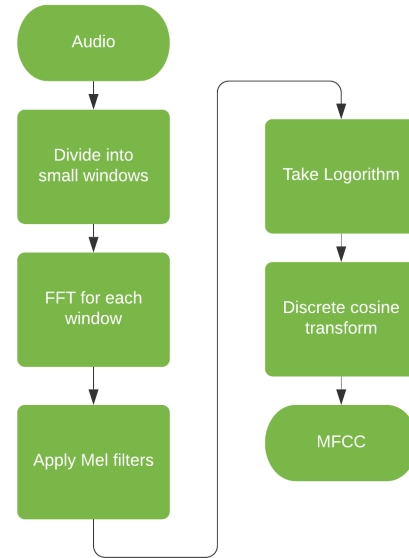 Audio
Divide into
small windows
FFT for each
window
Apply Mel filters
Take Logorithm
Discrete cosine
transform
MFCC